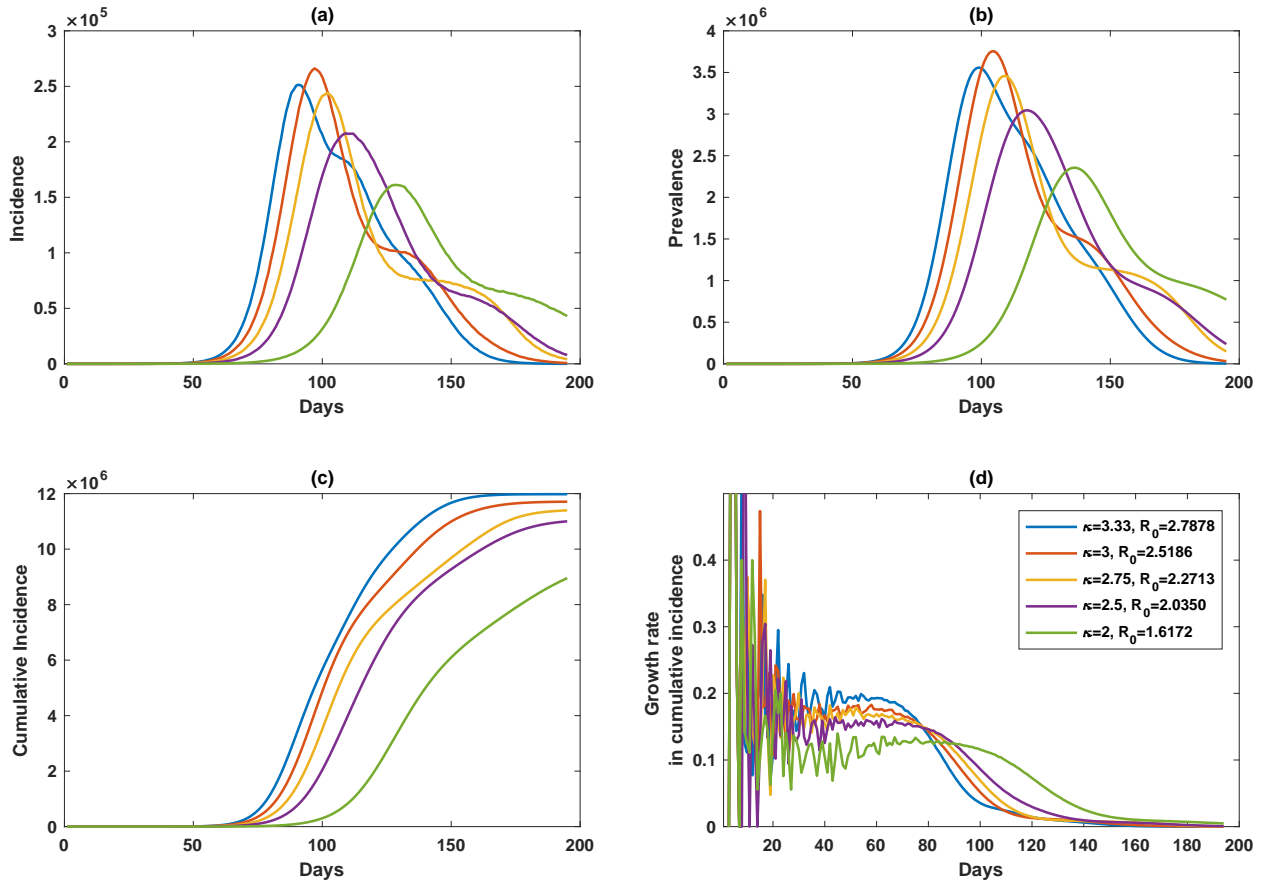 (a)
×10^5
3
2.5
2
1.5
1
0.5
0
0 50 100 150 200
Incidence
Days
(b)
×10^6
4
3.5
3
2.5
2
1.5
1
0.5
0
0 50 100 150 200
Prevalence
Days
(c)
×10^6
12
10
8
6
4
2
0
0 50 100 150 200
Cumulative Incidence
Days
(d)
0.4
0.3
0.2
0.1
0
20 40 60 80 100 120 140 160 180 200
Growth rate
in cumulative incidence
Days
κ=3.33, R_0=2.7878
κ=3, R_0=2.5186
κ=2.75, R_0=2.2713
κ=2.5, R_0=2.0350
κ=2, R_0=1.6172